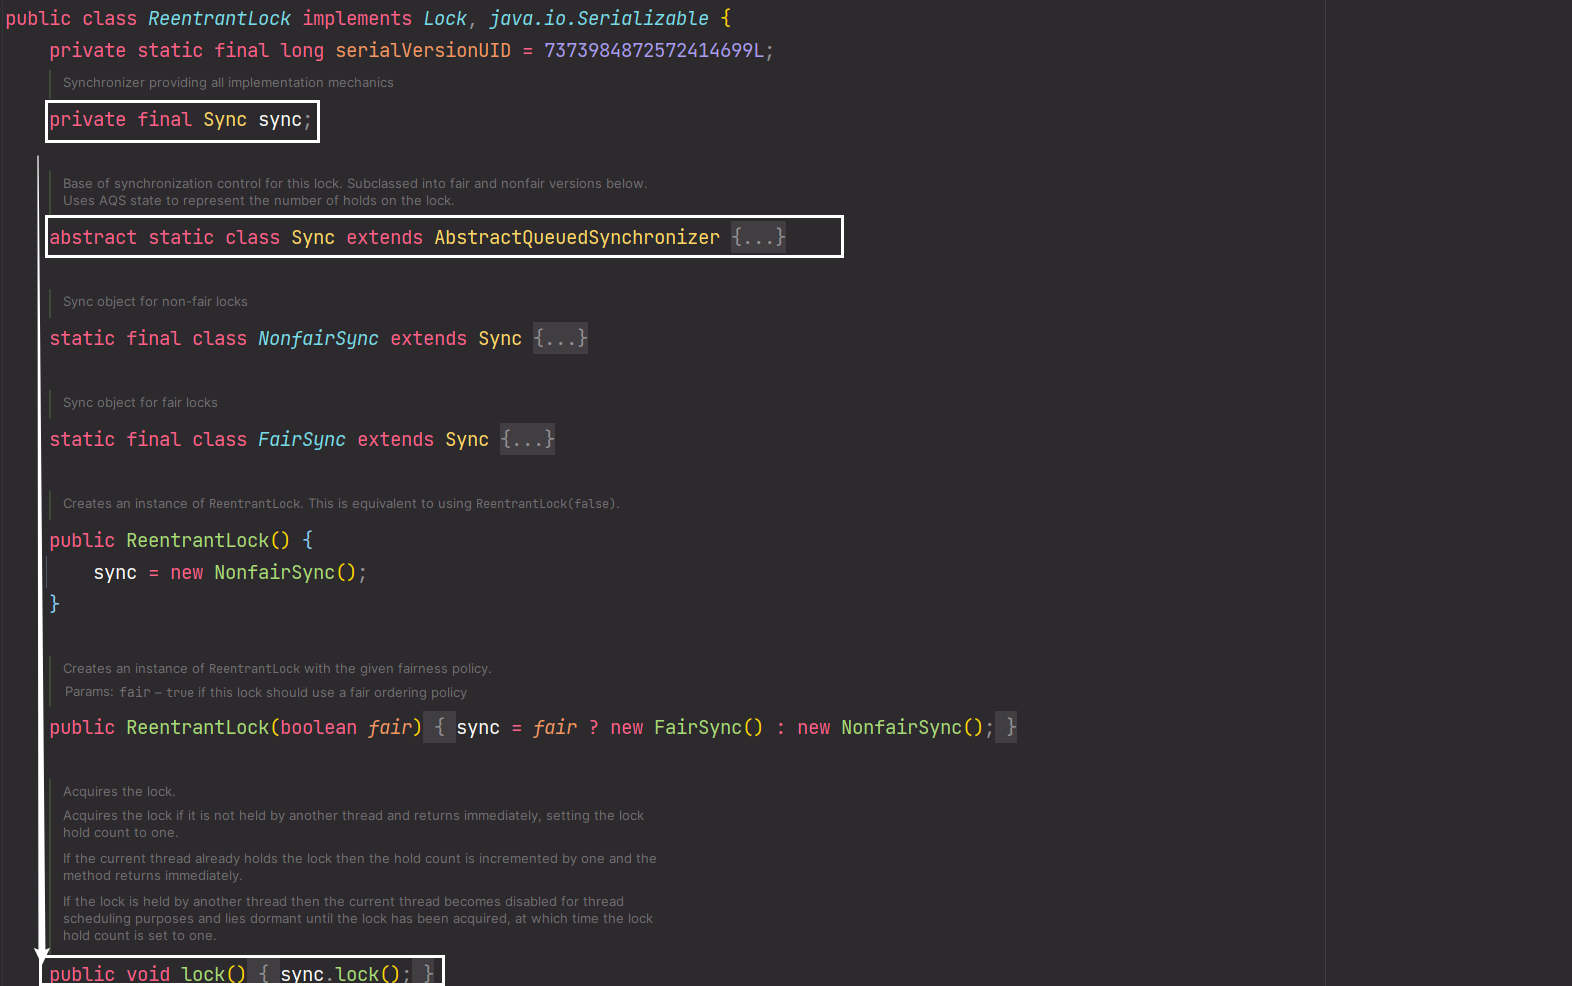 public class ReentrantLock implements Lock, java.io.Serializable {
private static final long serialVersionUID = 7373984872572414699L;
Synchronizer providing all implementation mechanics
private final Sync sync;
Base of synchronization control for this lock. Subclassed into fair and nonfair versions below.
Uses AQS state to represent the number of holds on the lock.
abstract static class Sync extends AbstractQueuedSynchronizer {...}
Sync object for non-fair locks
static final class NonfairSync extends Sync {...}
Sync object for fair locks
static final class FairSync extends Sync {...}
Creates an instance of ReentrantLock. This is equivalent to using ReentrantLock(false).
public ReentrantLock() {
sync = new NonfairSync();
}
Creates an instance of ReentrantLock with the given fairness policy.
Params: fair – true if this lock should use a fair ordering policy
public ReentrantLock(boolean fair) { sync = fair ? new FairSync() : new NonfairSync(); }
Acquires the lock.
Acquires the lock if it is not held by another thread and returns immediately, setting the lock
hold count to one.
If the current thread already holds the lock then the hold count is incremented by one and the
method returns immediately.
If the lock is held by another thread then the current thread becomes disabled for thread
scheduling purposes and lies dormant until the lock has been acquired, at which time the lock
hold count is set to one.
public void lock() { sync.lock(); }